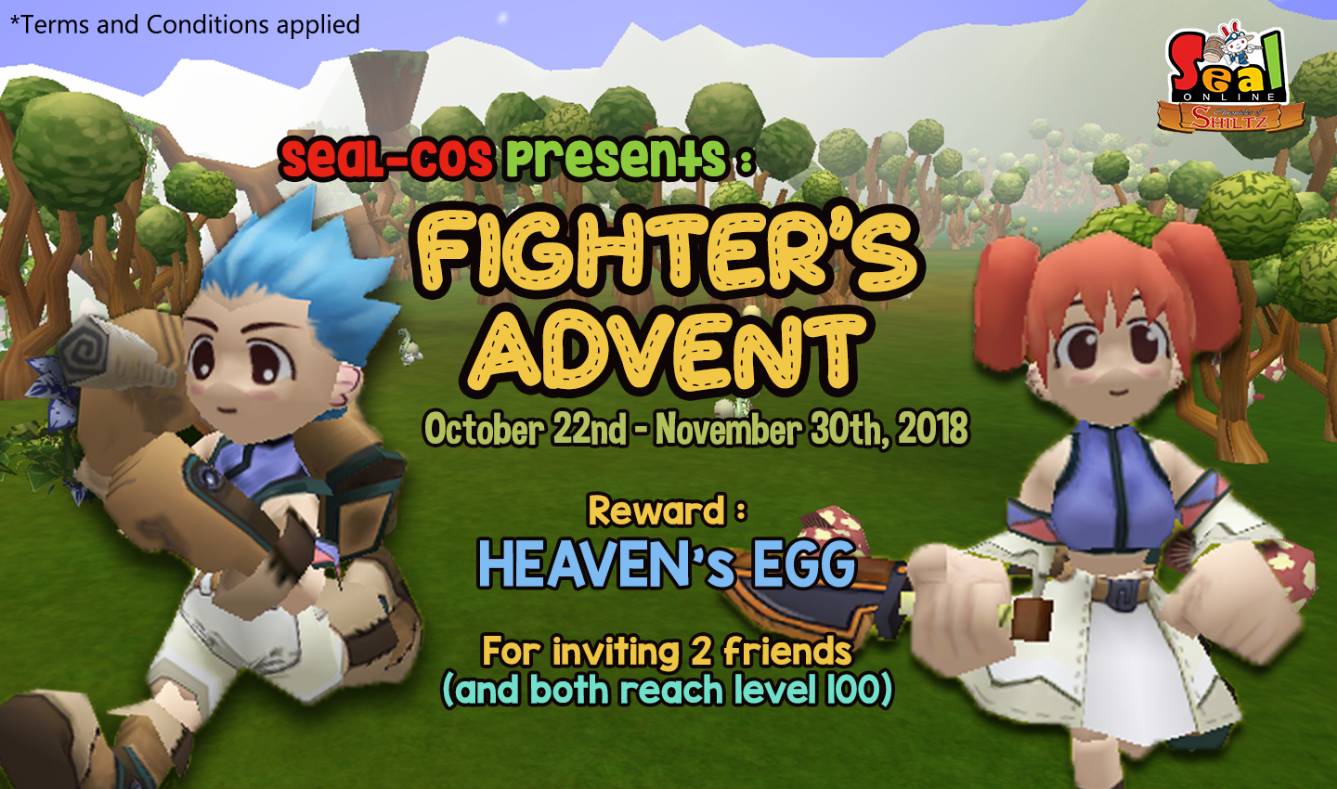 *Terms and Conditions applied
Seal
ONLINE
SHILTZ
SEAL-COS PRESENTS :
FIGHTER'S
ADVENT
October 22nd - November 30th, 2018
Reward :
HEAVEN's EGG
For inviting 2 friends
(and both reach level 100)